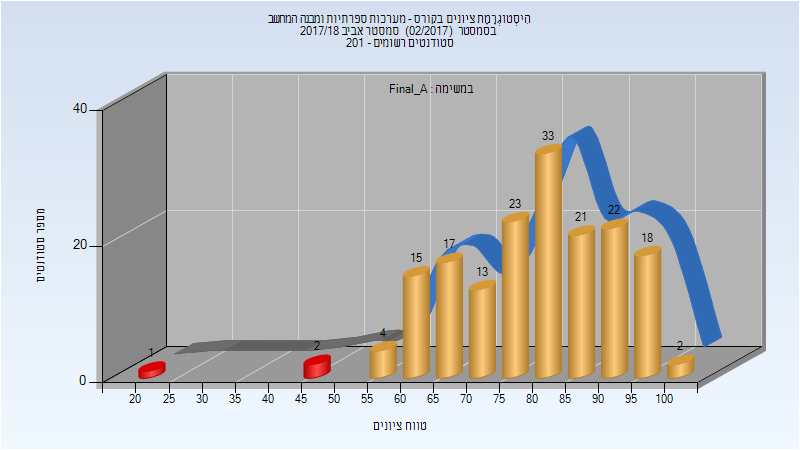 היסטוגרמת ציונים בקורס - מערכות ספרתיות ומבנה המחשב
בסמסטר (02/2017) סמסטר אביב 2017/18
סטודנטים רשומים - 201
במשימה : Final_A
מספר סטודנטים
40
20
0
1
2
4
15
17
13
23
33
21
22
18
2
20 25 30 35 40 45 50 55 60 65 70 75 80 85 90 95 100
טווח ציונים